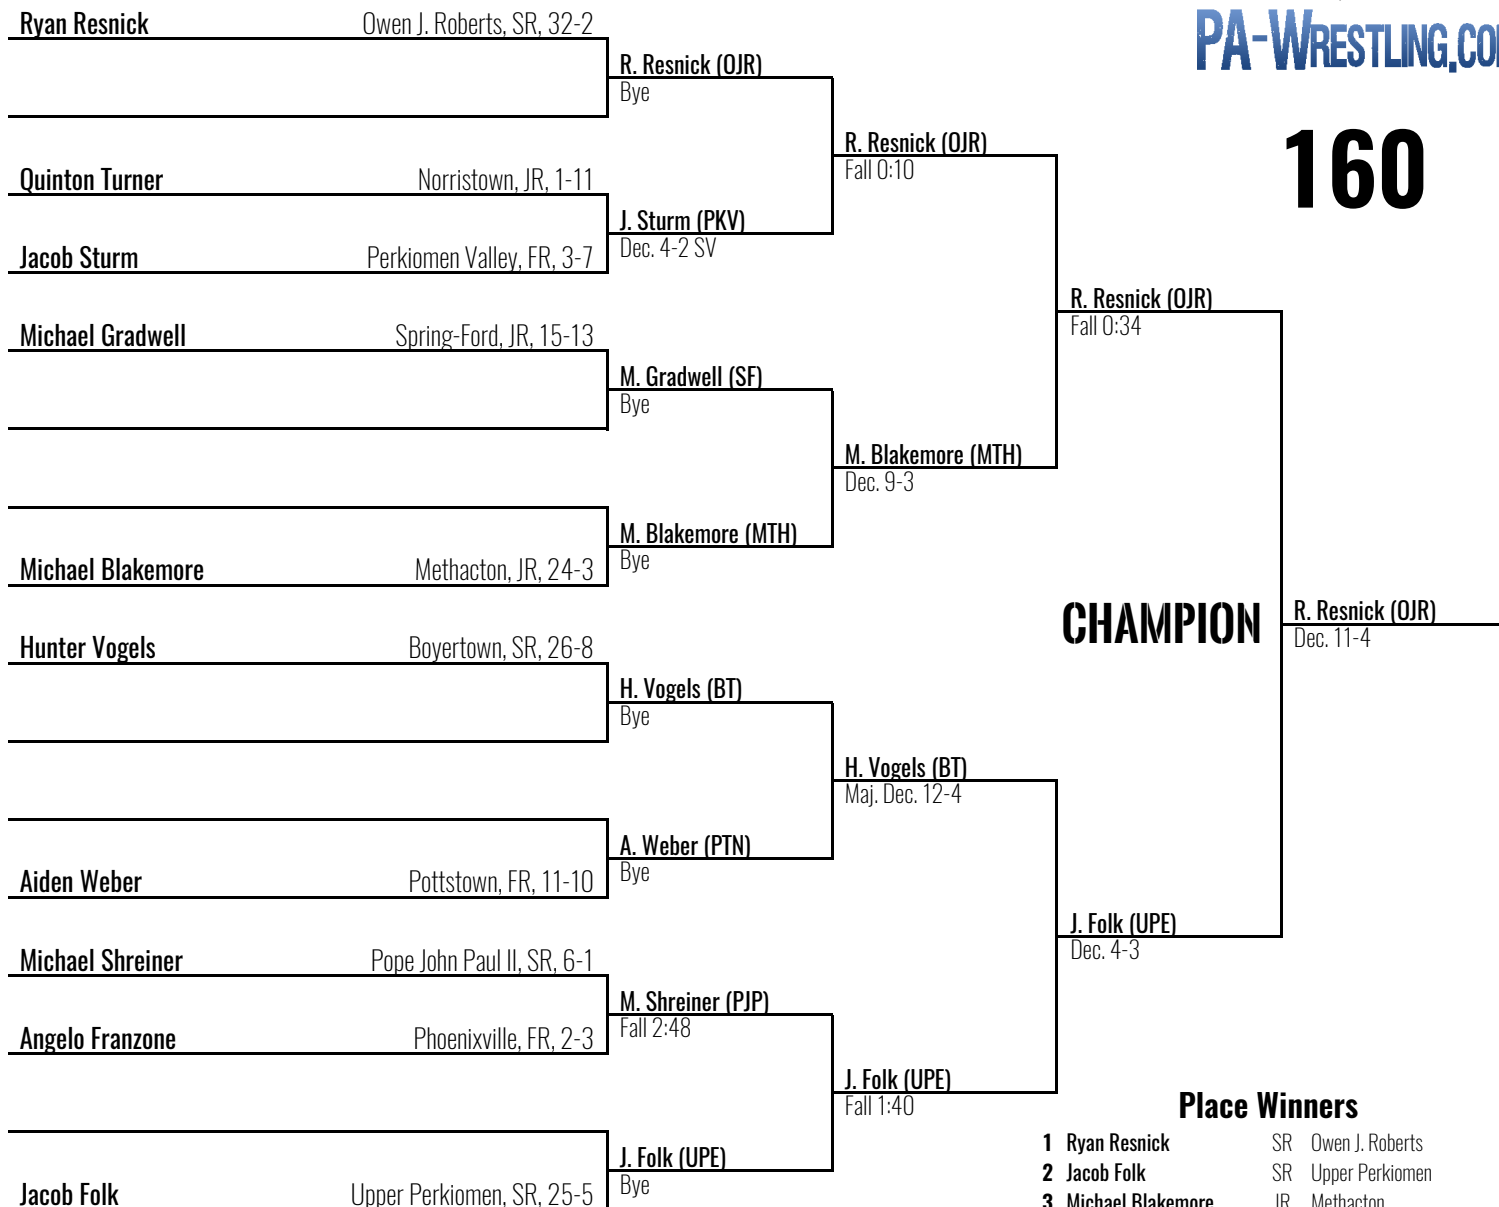 Ryan Resnick Owen J. Roberts, SR, 32-2
PA-WRESTLING.CO
R. Resnick (OJR)
Bye
160
R. Resnick (OJR)
Fall 0:10
Quinton Turner Norristown, JR, 1-11
J. Sturm (PKV)
Dec. 4-2 SV
Jacob Sturm Perkiomen Valley, FR, 3-7
R. Resnick (OJR)
Fall 0:34
Michael Gradwell Spring-Ford, JR, 15-13
M. Gradwell (SF)
Bye
M. Blakemore (MTH)
Dec. 9-3
M. Blakemore (MTH)
Bye
Michael Blakemore Methacton, JR, 24-3
CHAMPION
R. Resnick (OJR)
Dec. 11-4
Hunter Vogels Boyertown, SR, 26-8
H. Vogels (BT)
Bye
H. Vogels (BT)
Maj. Dec. 12-4
A. Weber (PTN)
Bye
Aiden Weber Pottstown, FR, 11-10
J. Folk (UPE)
Dec. 4-3
Michael Shreiner Pope John Paul II, SR, 6-1
M. Shreiner (PJP)
Fall 2:48
Angelo Franzone Phoenixville, FR, 2-3
J. Folk (UPE)
Fall 1:40
J. Folk (UPE)
Bye
Jacob Folk Upper Perkiomen, SR, 25-5
Place Winners
1 Ryan Resnick SR Owen J. Roberts
2 Jacob Folk SR Upper Perkiomen
3 Michael Blakemore JR Methacton